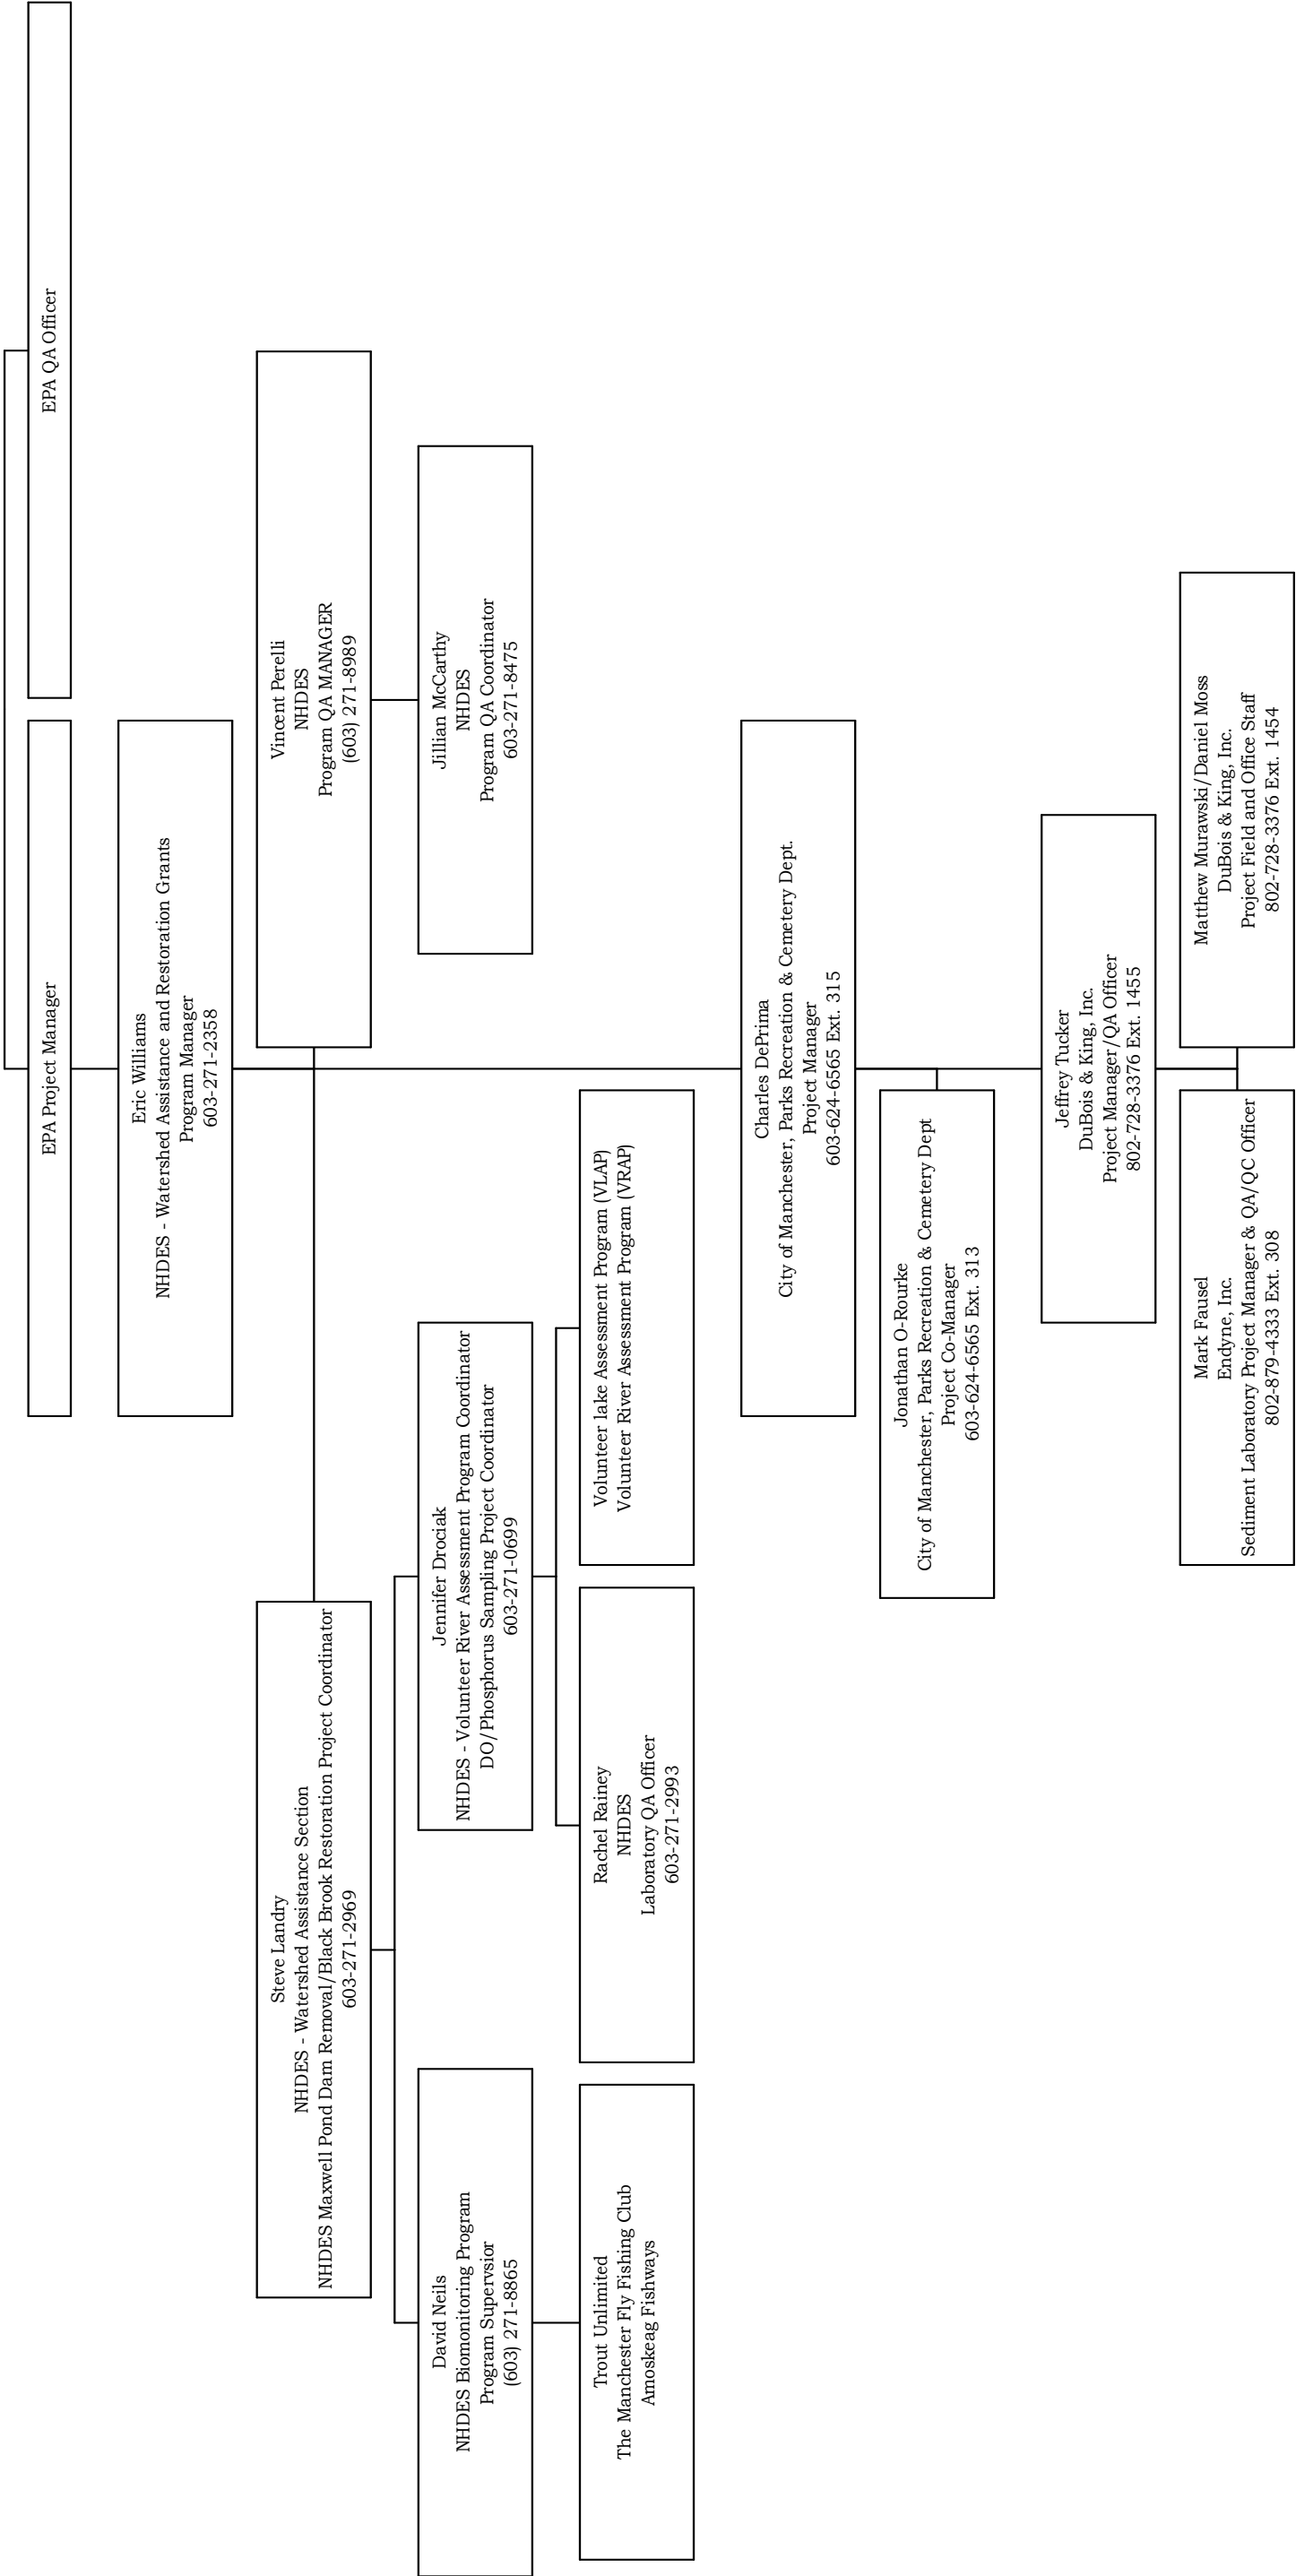 EPA Project Manager
EPA QA Officer
Eric Williams
NHDES - Watershed Assistance and Restoration Grants
Program Manager
603-271-2358
Steve Landry
NHDES - Watershed Assistance Section
NHDES Maxwell Pond Dam Removal/Black Brook Restoration Project Coordinator
603-271-2969
Vincent Perelli
NHDES
Program QA MANAGER
(603) 271-8989
David Neils
NHDES Biomonitoring Program
Program Supervsior
(603) 271-8865
Jennifer Drociak
NHDES - Volunteer River Assessment Program Coordinator
DO/Phosphorus Sampling Project Coordinator
603-271-0699
Jillian McCarthy
NHDES
Program QA Coordinator
603-271-8475
Trout Unlimited
The Manchester Fly Fishing Club
Amoskeag Fishways
Rachel Rainey
NHDES
Laboratory QA Officer
603-271-2993
Volunteer lake Assessment Program (VLAP)
Volunteer River Assessment Program (VRAP)
Charles DePrima
City of Manchester, Parks Recreation & Cemetery Dept.
Project Manager
603-624-6565 Ext. 315
Jonathan O-Rourke
City of Manchester, Parks Recreation & Cemetery Dept
Project Co-Manager
603-624-6565 Ext. 313
Jeffrey Tucker
DuBois & King, Inc.
Project Manager/QA Officer
802-728-3376 Ext. 1455
Mark Fausel
Endyne, Inc.
Sediment Laboratory Project Manager & QA/QC Officer
802-879-4333 Ext. 308
Matthew Murawski/Daniel Moss
DuBois & King, Inc.
Project Field and Office Staff
802-728-3376 Ext. 1454